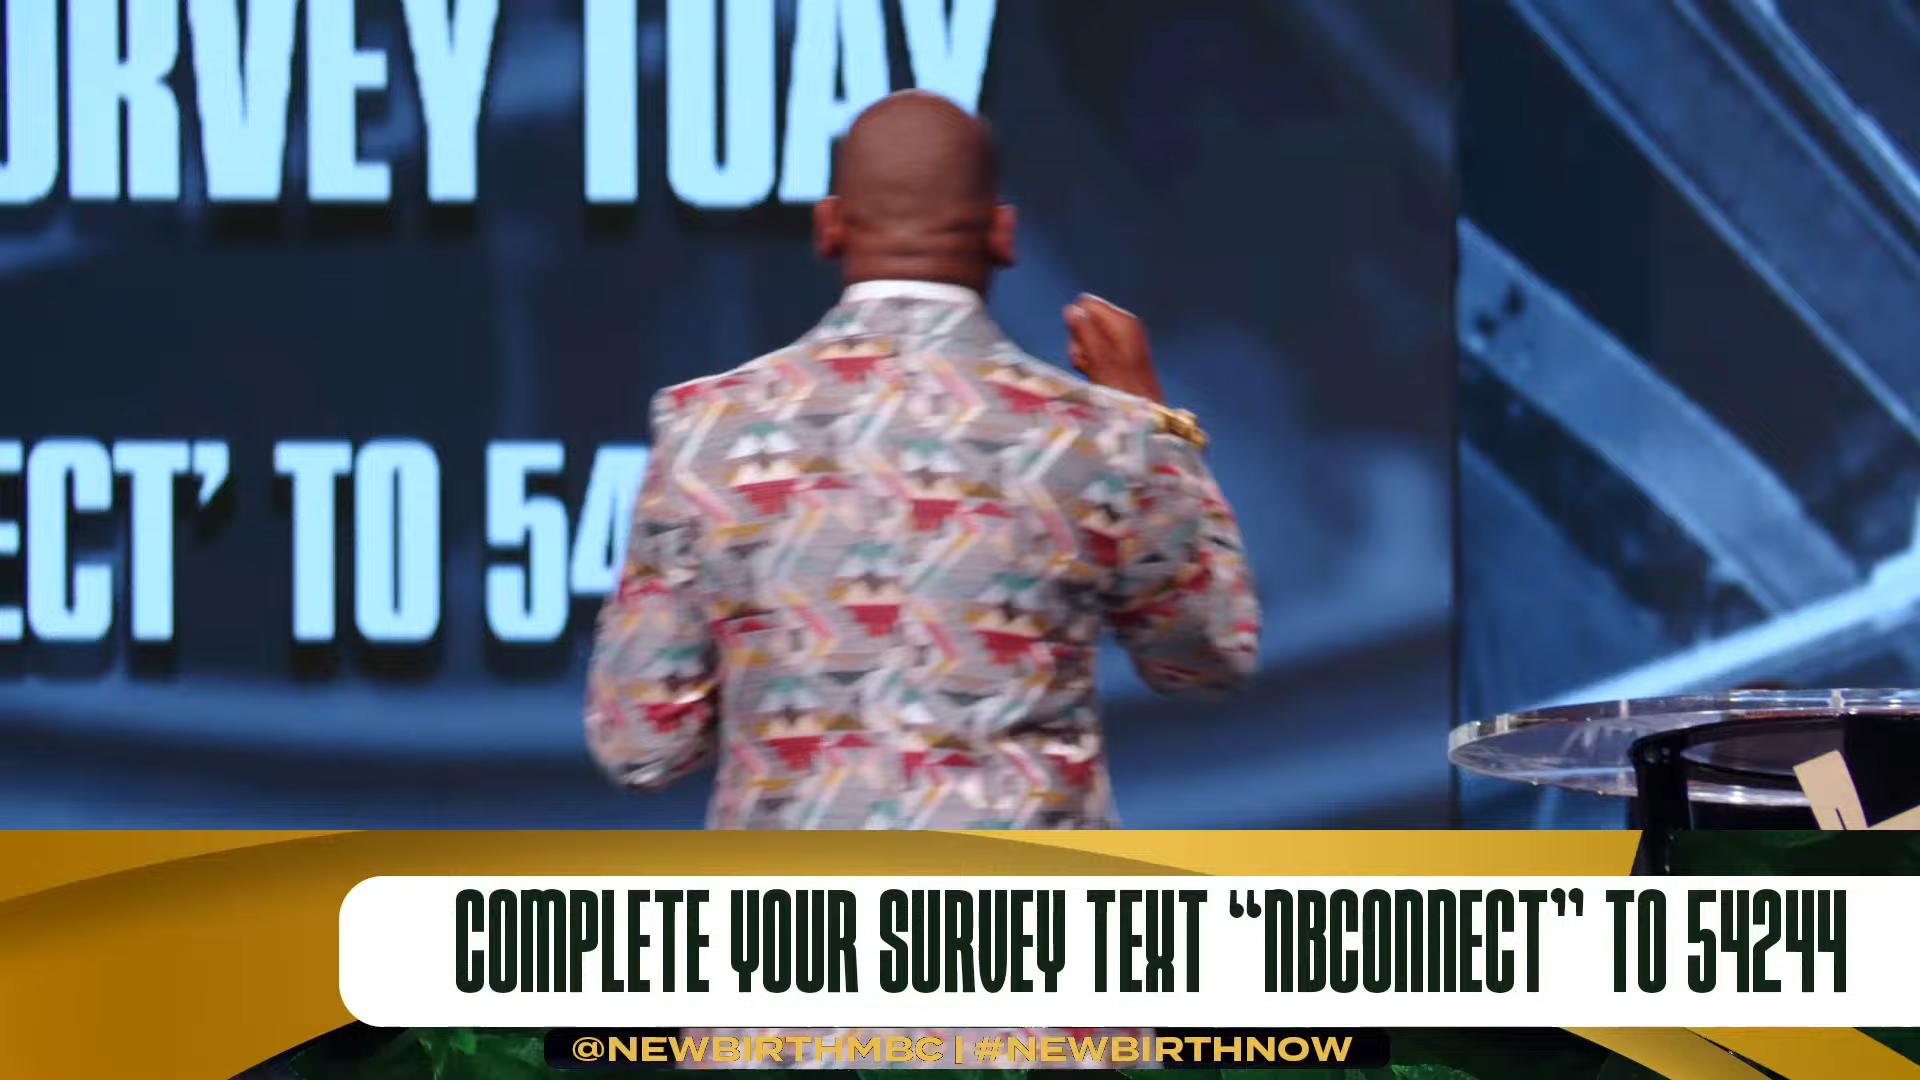 URVEY TOAY
ECT’ TO 54
COMPLETE YOUR SURVEY TEXT “NBCONNECT” TO 54244
@NEWBIRTHMBC | #NEWBIRTHNOW